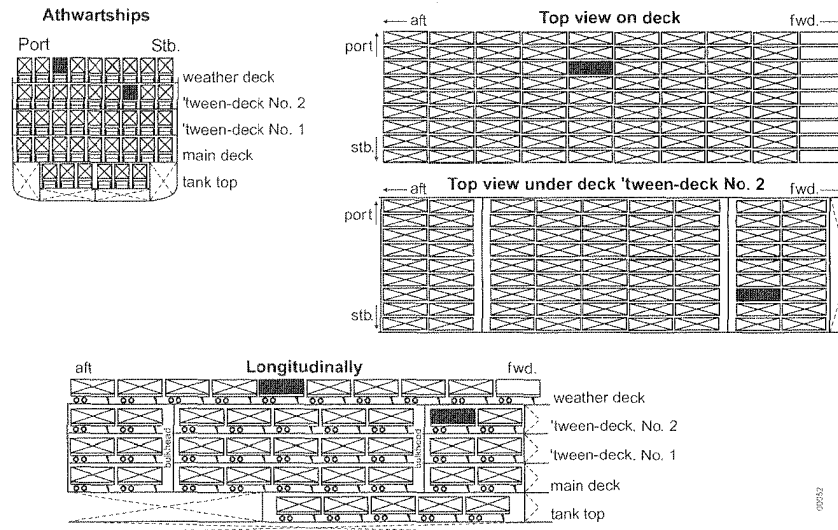 Athwartships
Port Stb.
weather deck
'tween-deck No. 2
'tween-deck No. 1
main deck
tank top
aft Top view on deck fwd.
port
stb.
aft Top view under deck 'tween-deck No. 2 fwd.
port
stb.
aft Longitudinally fwd.
weather deck
'tween-deck. No. 2
'tween-deck. No. 1
main deck
tank top
bulkhead
bulkhead
00052